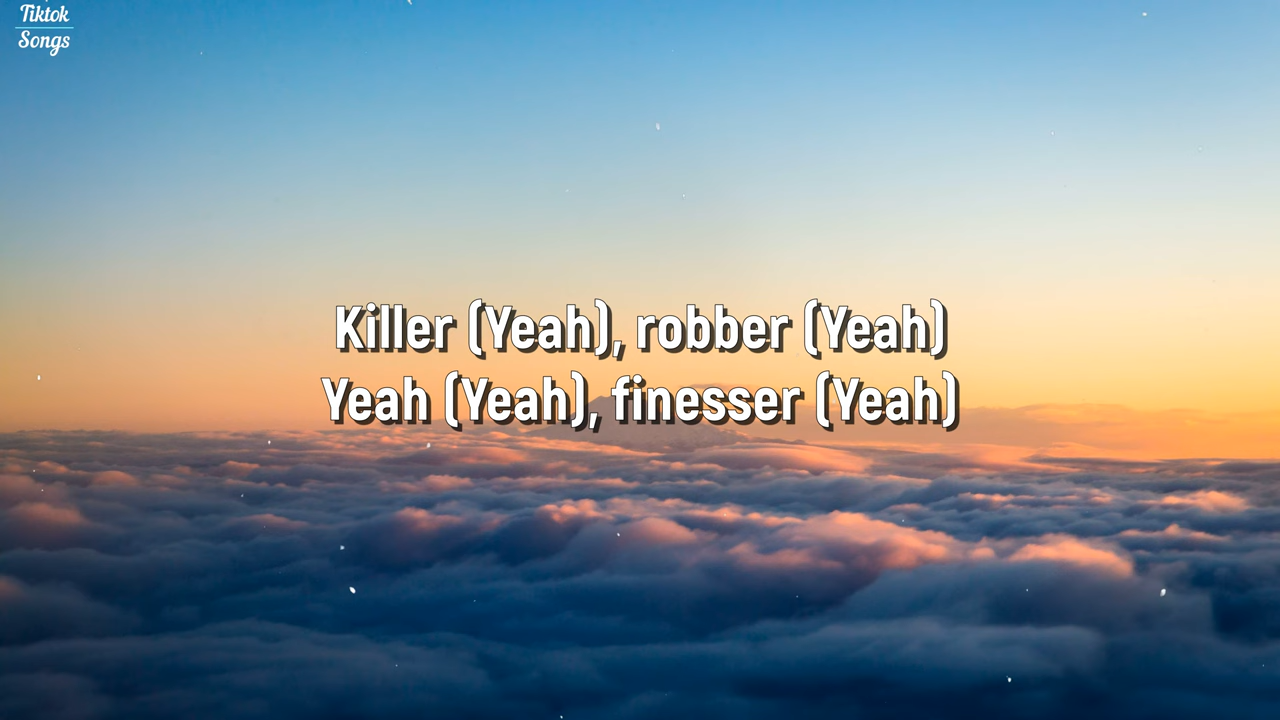 Tiktok
Songs
Killer (Yeah), robber (Yeah)
Yeah (Yeah), finesser (Yeah)